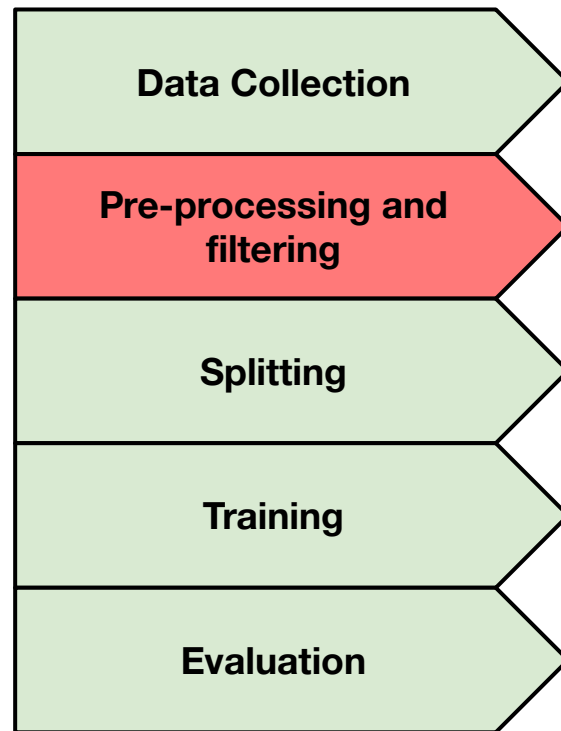 Data Collection
Pre-processing and
filtering
Splitting
Training
Evaluation